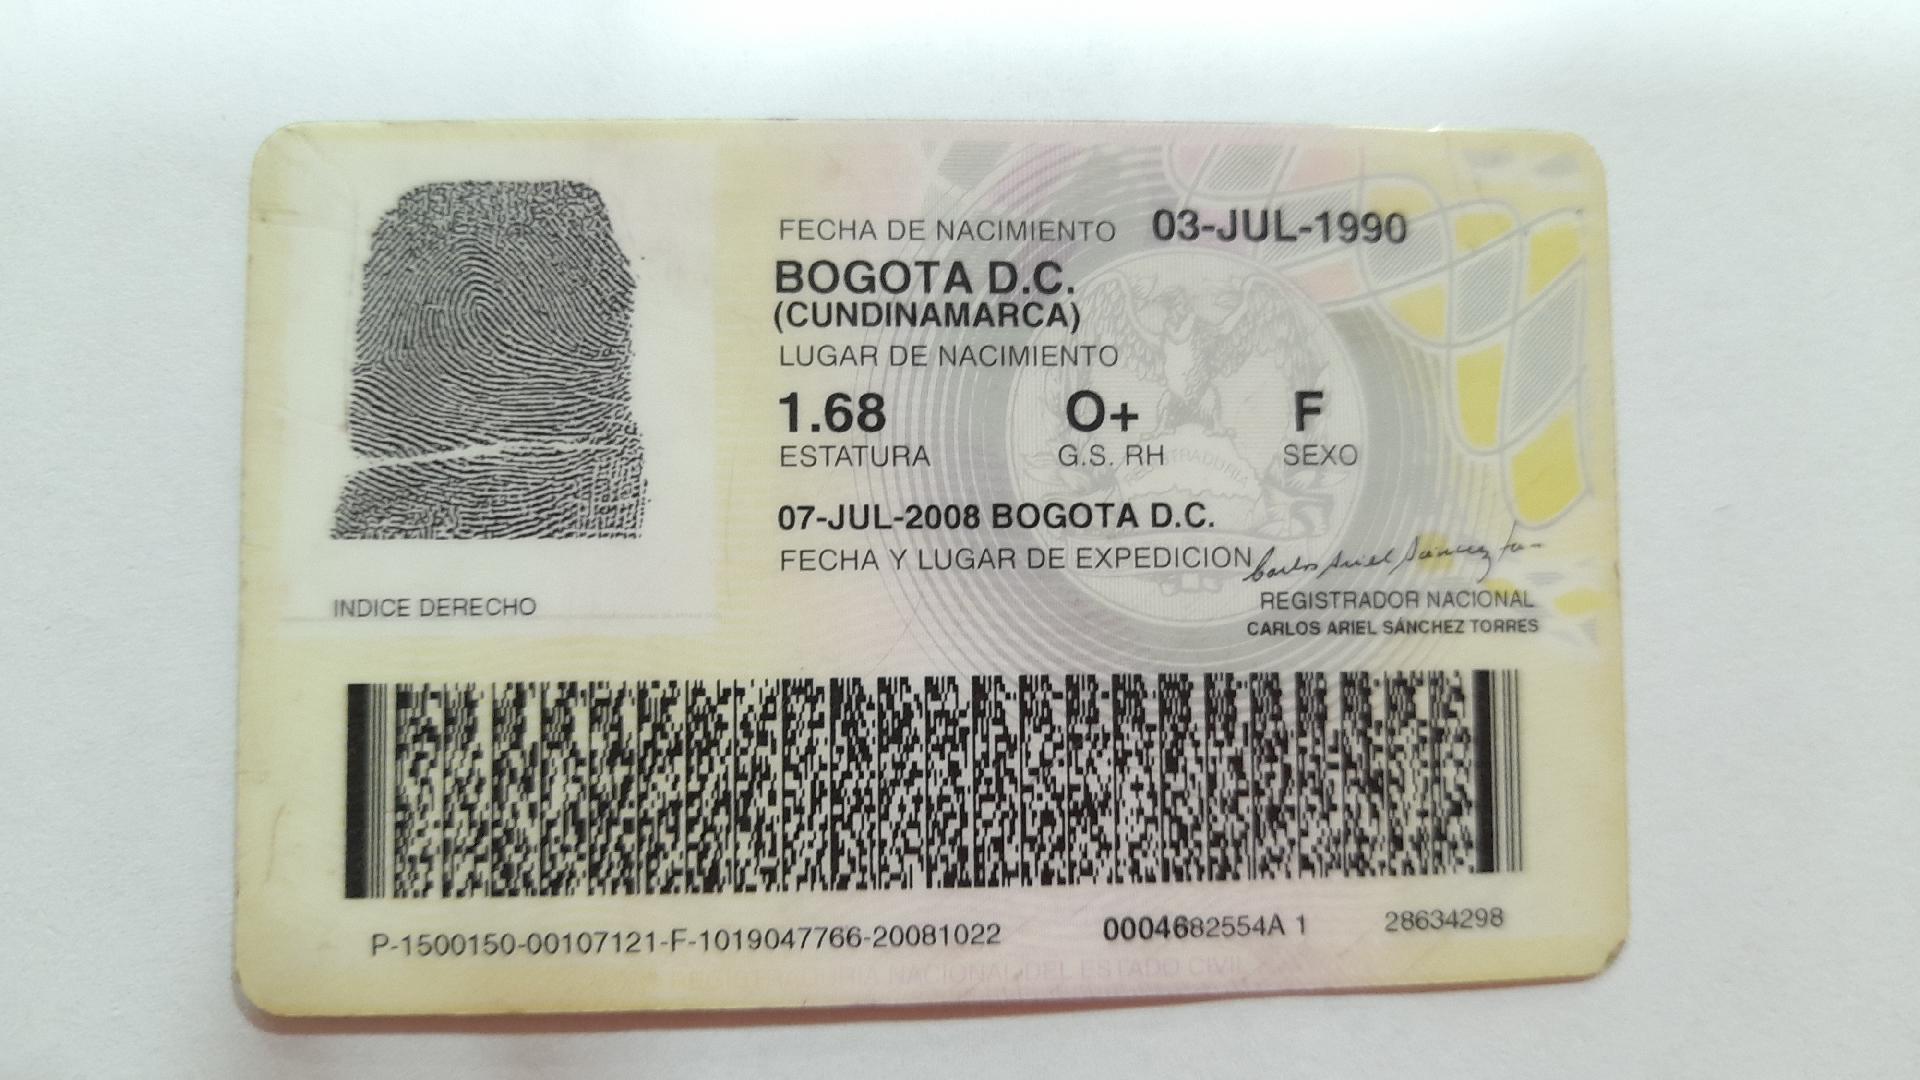 FECHA DE NACIMIENTO 03-JUL-1990
BOGOTA D.C.
(CUNDINAMARCA)
LUGAR DE NACIMIENTO
1.68 O+ F
ESTATURA G.S. RH SEXO
07-JUL-2008 BOGOTA D.C.
FECHA Y LUGAR DE EXPEDICION
Carlos Ariel Sánchez
INDICE DERECHO
REGISTRADOR NACIONAL
CARLOS ARIEL SÁNCHEZ TORRES
P-1500150-00107121-F-1019047766-20081022 0004682554A 1 28634298
REGISTRADURIA NACIONAL DEL ESTADO CIVIL